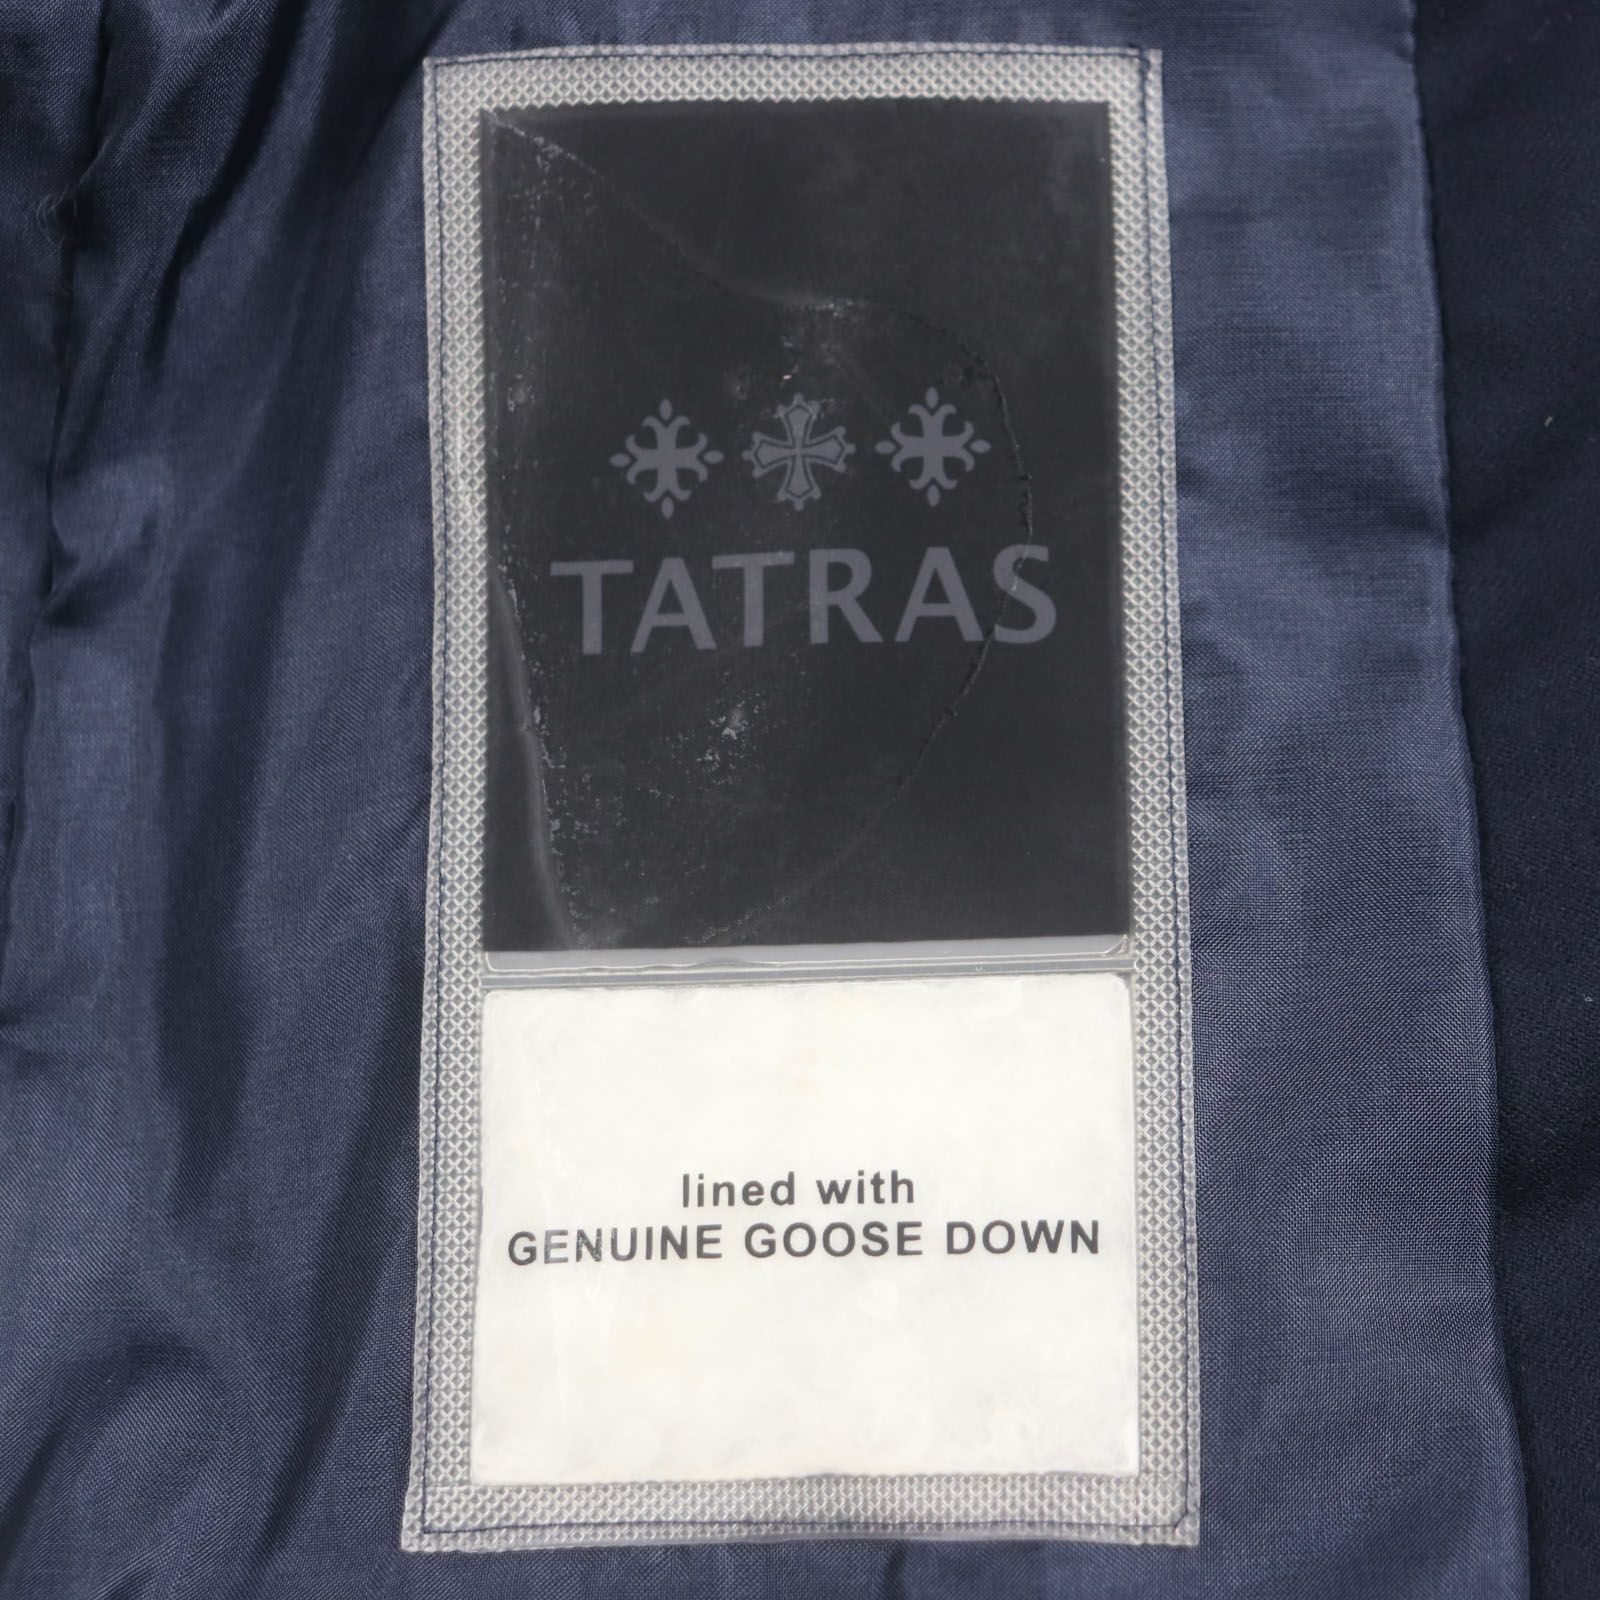 TATRAS
lined with
GENUINE GOOSE DOWN